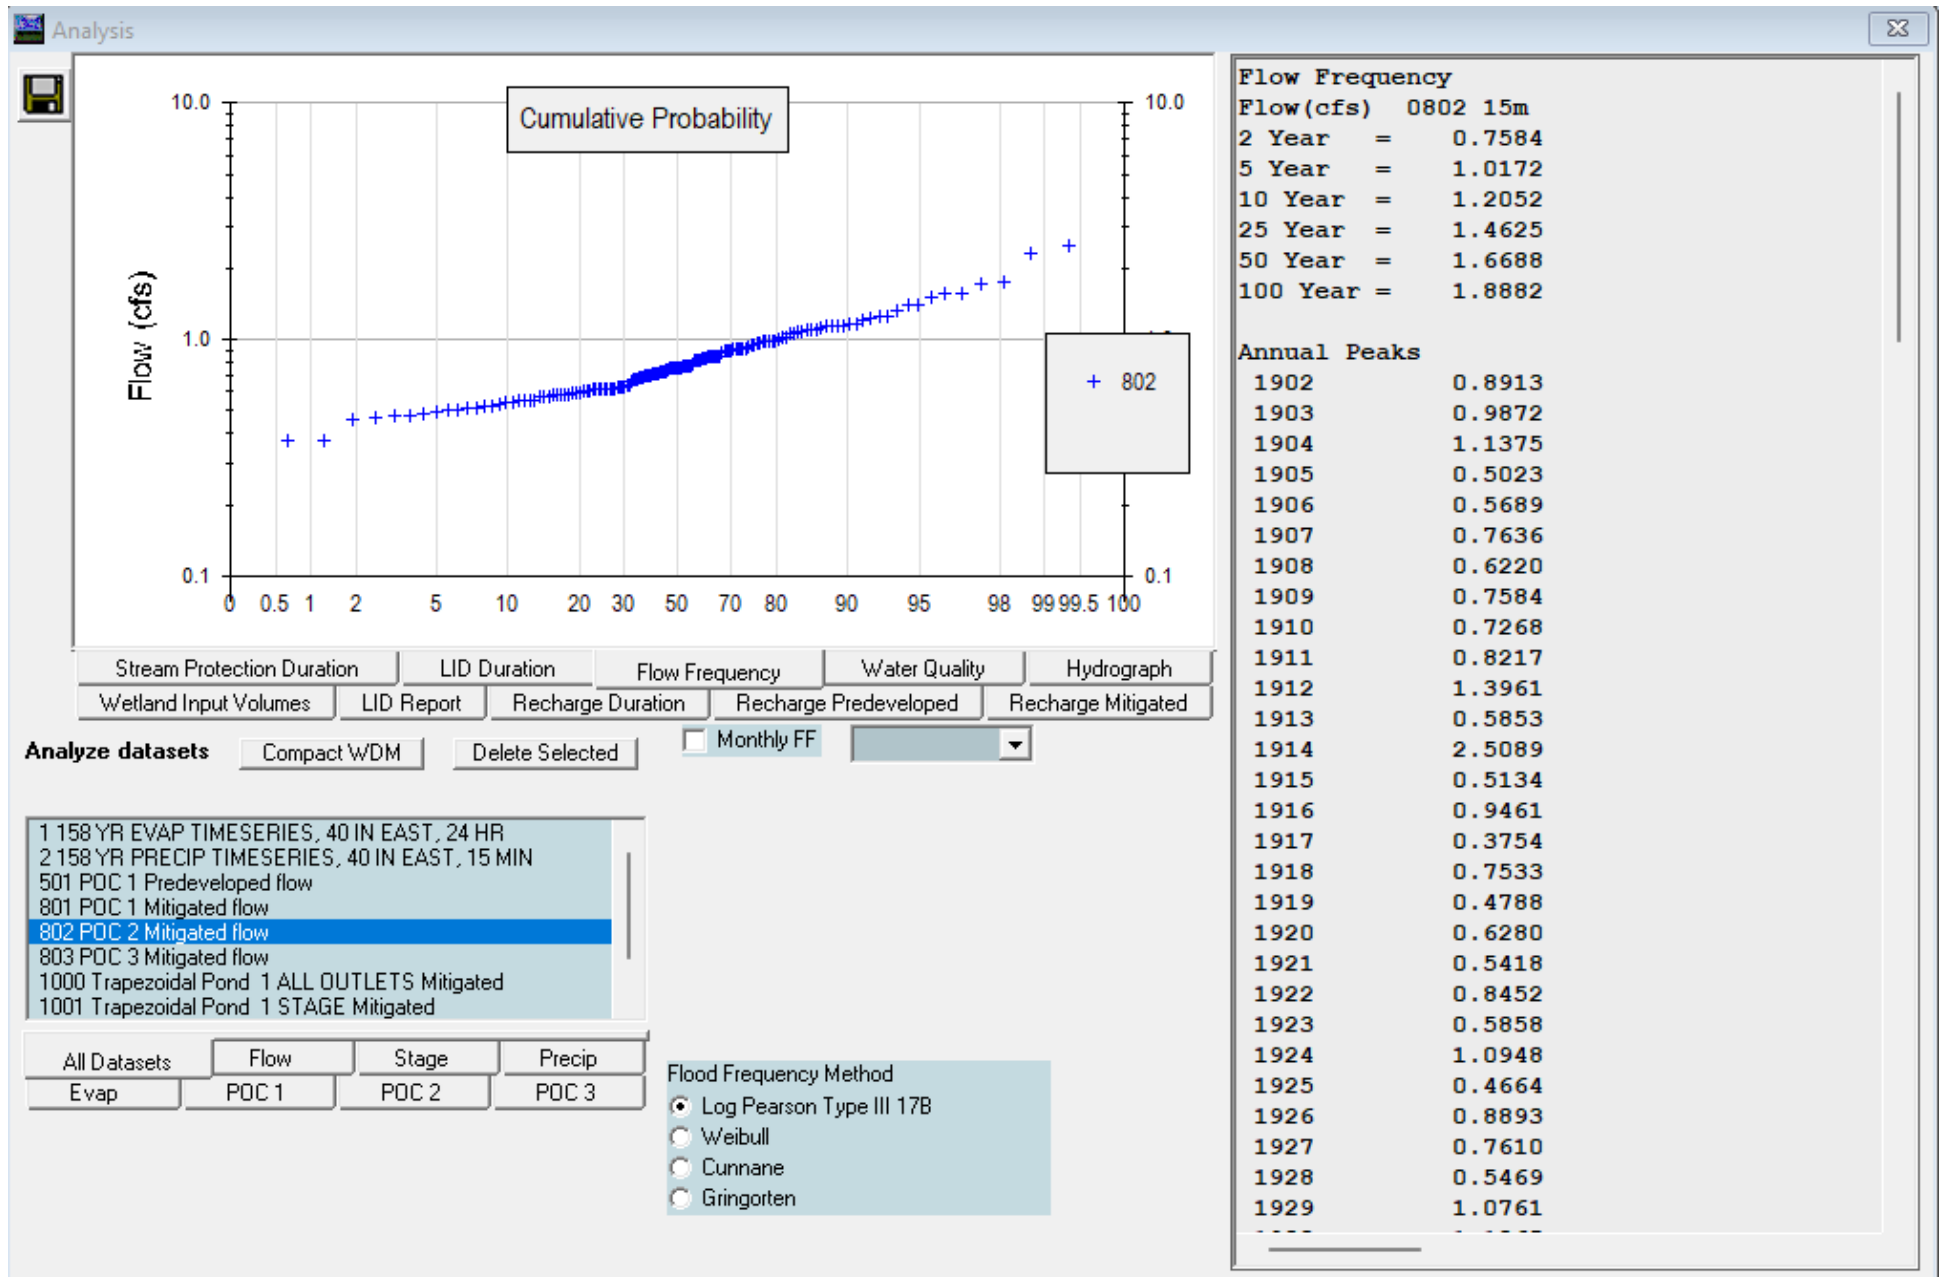 Analysis
Cumulative Probability
10.0
1.0
0.1
Flow (cfs)
10.0
0.1
802
0 0.5 1 2 5 10 20 30 50 70 80 90 95 98 99 99.5 100
Stream Protection Duration LID Duration Flow Frequency Water Quality Hydrograph
Wetland Input Volumes LID Report Recharge Duration Recharge Predeveloped Recharge Mitigated
Analyze datasets Compact WDM Delete Selected Monthly FF
1 158 YR EVAP TIMESERIES, 40 IN EAST, 24 HR
2 158 YR PRECIP TIMESERIES, 40 IN EAST, 15 MIN
501 POC 1 Predeveloped flow
801 POC 1 Mitigated flow
802 POC 2 Mitigated flow
803 POC 3 Mitigated flow
1000 Trapezoidal Pond 1 ALL OUTLETS Mitigated
1001 Trapezoidal Pond 1 STAGE Mitigated
All Datasets Flow Stage Precip
Evap POC 1 POC 2 POC 3
Flood Frequency Method
Log Pearson Type III 17B
Weibull
Cunnane
Gringorten
Flow Frequency
Flow(cfs) 0802 15m
2 Year = 0.7584
5 Year = 1.0172
10 Year = 1.2052
25 Year = 1.4625
50 Year = 1.6688
100 Year = 1.8882
Annual Peaks
1902 0.8913
1903 0.9872
1904 1.1375
1905 0.5023
1906 0.5689
1907 0.7636
1908 0.6220
1909 0.7584
1910 0.7268
1911 0.8217
1912 1.3961
1913 0.5853
1914 2.5089
1915 0.5134
1916 0.9461
1917 0.3754
1918 0.7533
1919 0.4788
1920 0.6280
1921 0.5418
1922 0.8452
1923 0.5858
1924 1.0948
1925 0.4664
1926 0.8893
1927 0.7610
1928 0.5469
1929 1.0761